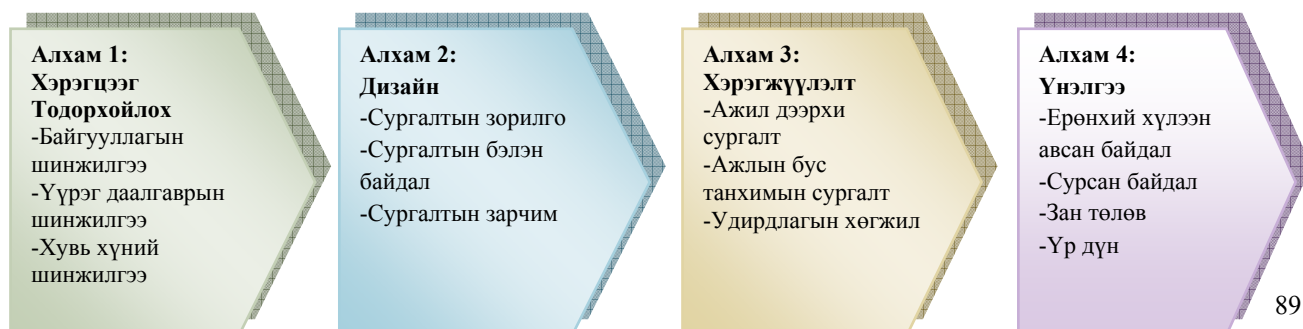 Алхам 1:
Хэрэгцээг
Тодорхойлох
-Байгууллагын
шинжилгээ
-Үүрэг даалгаврын
шинжилгээ
-Хувь хүний
шинжилгээ
Алхам 2:
Дизайн
-Сургалтын зорилго
-Сургалтын бэлэн
байдал
-Сургалтын зарчим
Алхам 3:
Хэрэгжүүлэлт
-Ажил дээрхи
сургалт
-Ажлын бус
танхимын сургалт
-Удирдлагын хөгжил
Алхам 4:
Үнэлгээ
-Ерөнхий хүлээн
авсан байдал
-Сурсан байдал
-Зан төлөв
-Үр дүн
89